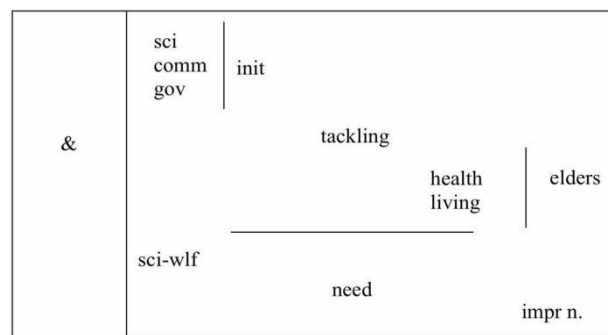 sci
comm
gov
init
&
tackling
health
living
elders
sci-wlf
need
impr n.